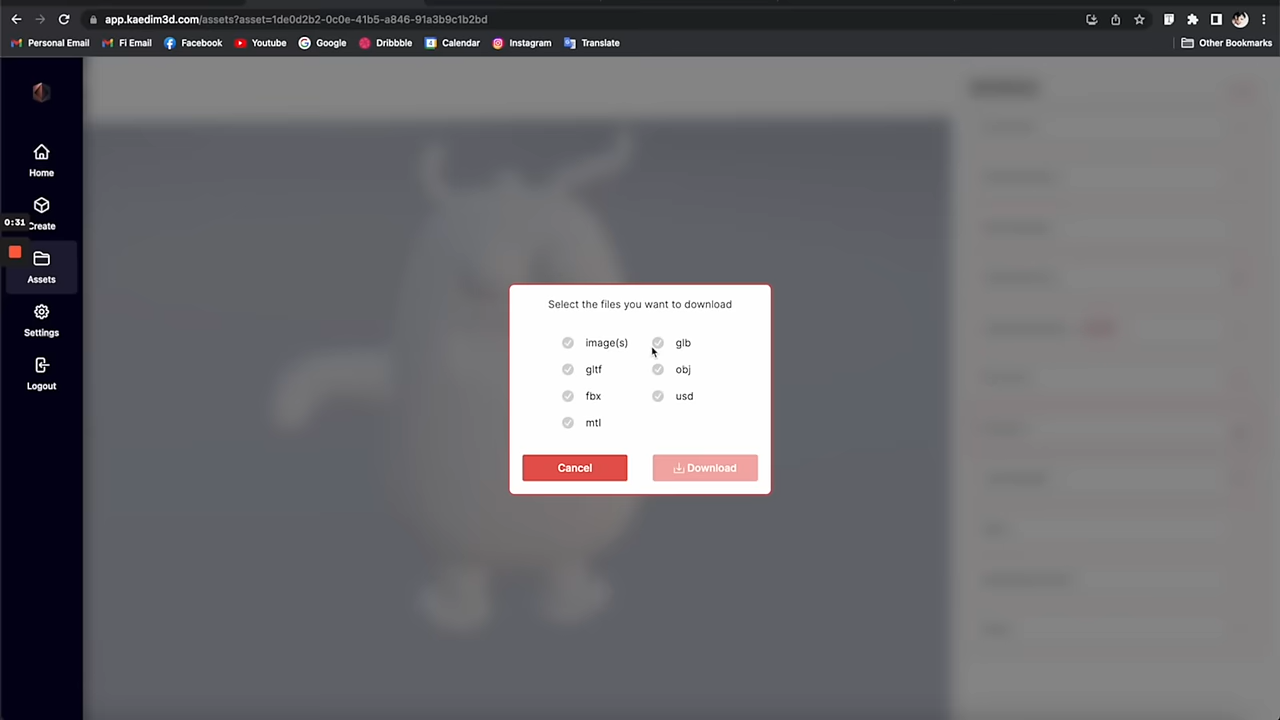 app.kaedim3d.com/assets?asset=1de0d2b2-0c0e-41b5-a846-91a3b9c1b2bd
Personal Email Fi Email Facebook Youtube Google Dribbble Calendar Instagram Translate Other Bookmarks
Home
0:31
Create
Assets
Settings
Logout
Select the files you want to download
image(s) glb
gltf obj
fbx usd
mtl
Cancel Download